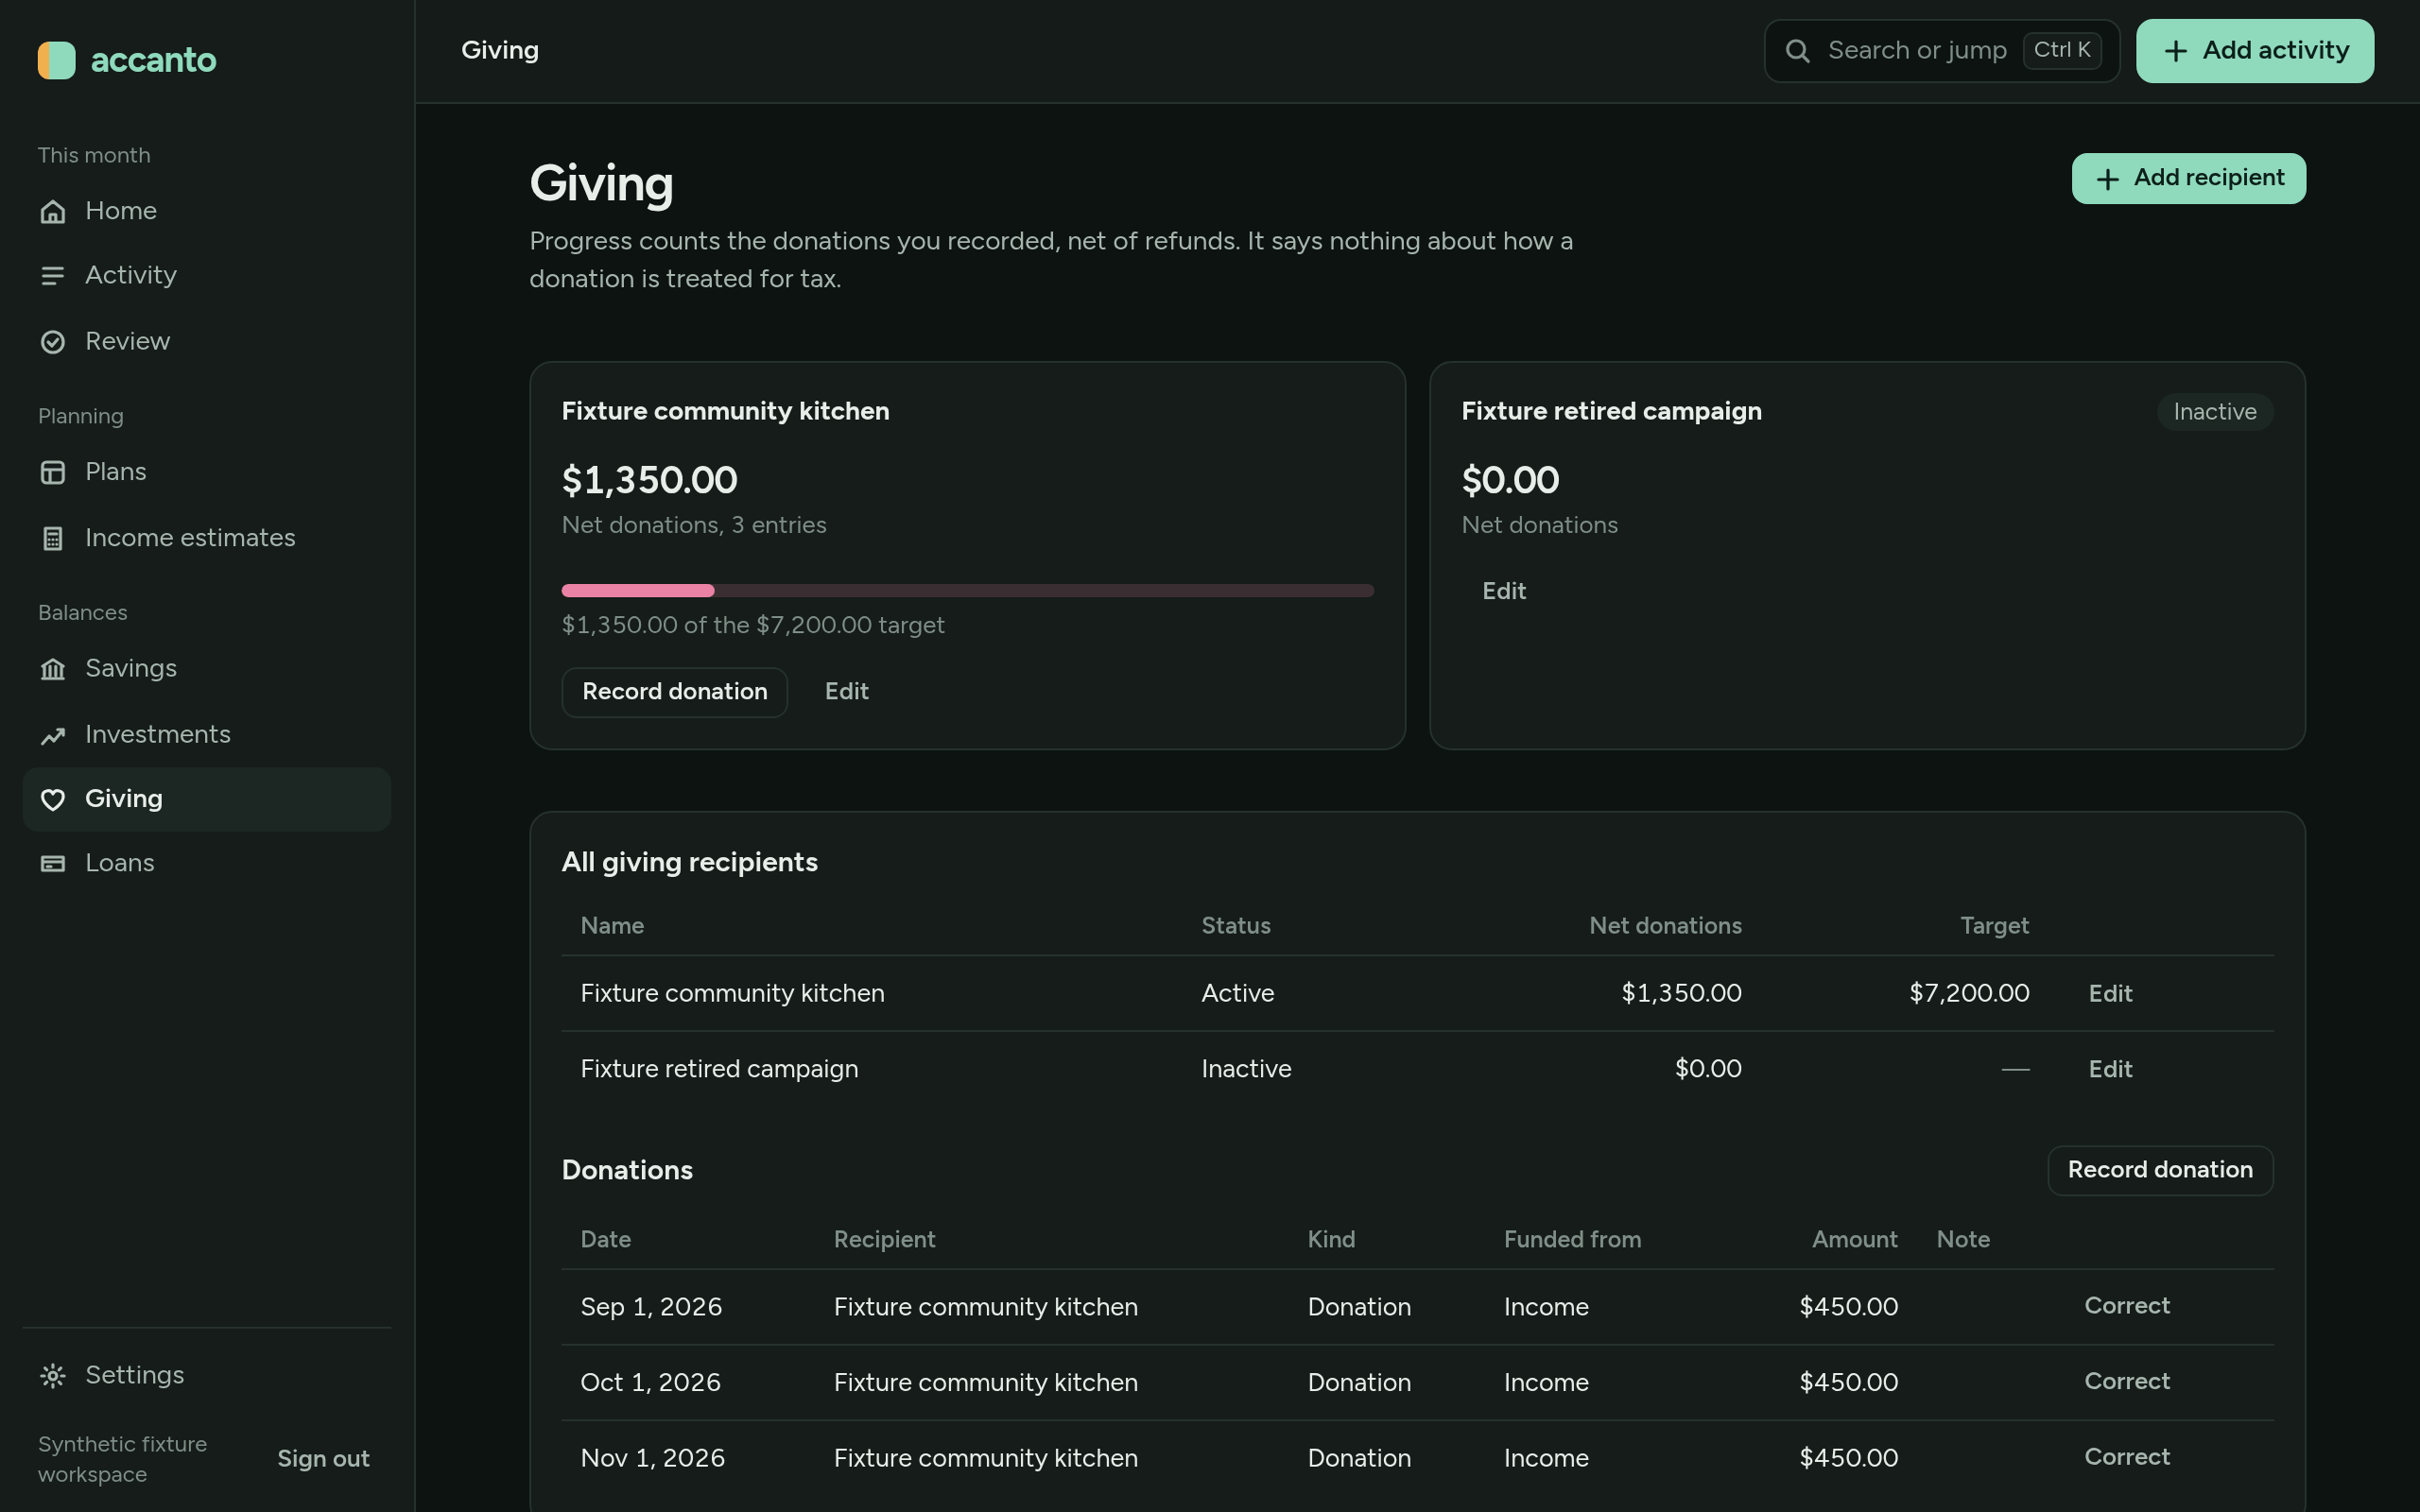 accanto
This month
Home
Activity
Review
Planning
Plans
Income estimates
Balances
Savings
Investments
Giving
Loans
Settings
Synthetic fixture
workspace
Sign out
Giving
Search or jump
Ctrl K
Add activity
Giving
Add recipient
Progress counts the donations you recorded, net of refunds. It says nothing about how a
donation is treated for tax.
Fixture community kitchen
$1,350.00
Net donations, 3 entries
$1,350.00 of the $7,200.00 target
Record donation Edit
Fixture retired campaign Inactive
$0.00
Net donations
Edit
All giving recipients
Name Status Net donations Target
Fixture community kitchen Active $1,350.00 $7,200.00 Edit
Fixture retired campaign Inactive $0.00 — Edit
Donations Record donation
Date Recipient Kind Funded from Amount Note
Sep 1, 2026 Fixture community kitchen Donation Income $450.00 Correct
Oct 1, 2026 Fixture community kitchen Donation Income $450.00 Correct
Nov 1, 2026 Fixture community kitchen Donation Income $450.00 Correct